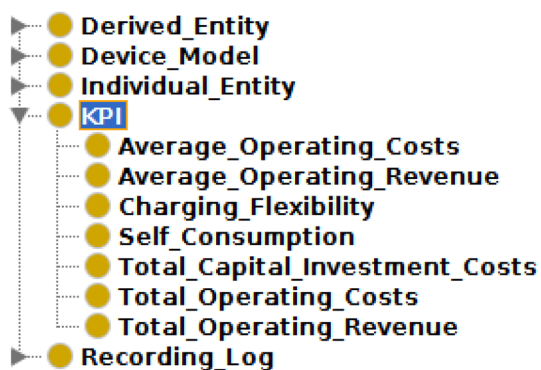 Derived_Entity
Device_Model
Individual_Entity
KPI
Average_Operating_Costs
Average_Operating_Revenue
Charging_Flexibility
Self_Consumption
Total_Capital_Investment_Costs
Total_Operating_Costs
Total_Operating_Revenue
Recording_Log